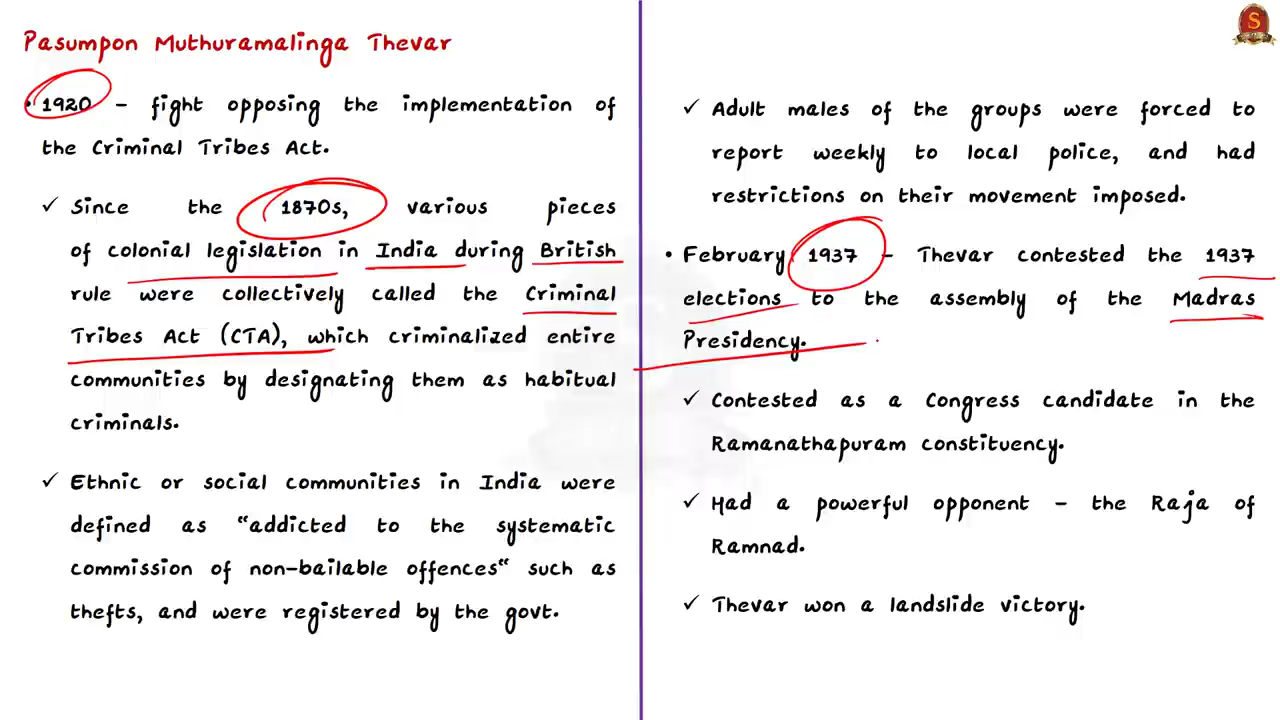 Pasumpon Muthuramalinga Thevar
• 1920 - fight opposing the implementation of
the Criminal Tribes Act.
✓ Since the 1870s, various pieces
of colonial legislation in India during British
rule were collectively called the Criminal
Tribes Act (CTA), which criminalized entire
communities by designating them as habitual
criminals.
✓ Ethnic or social communities in India were
defined as “addicted to the systematic
commission of non-bailable offences“ such as
thefts, and were registered by the govt.
✓ Adult males of the groups were forced to
report weekly to local police, and had
restrictions on their movement imposed.
• February 1937 - Thevar contested the 1937
elections to the assembly of the Madras
Presidency.
✓ Contested as a Congress candidate in the
Ramanathapuram constituency.
✓ Had a powerful opponent - the Raja of
Ramnad.
✓ Thevar won a landslide victory.
S